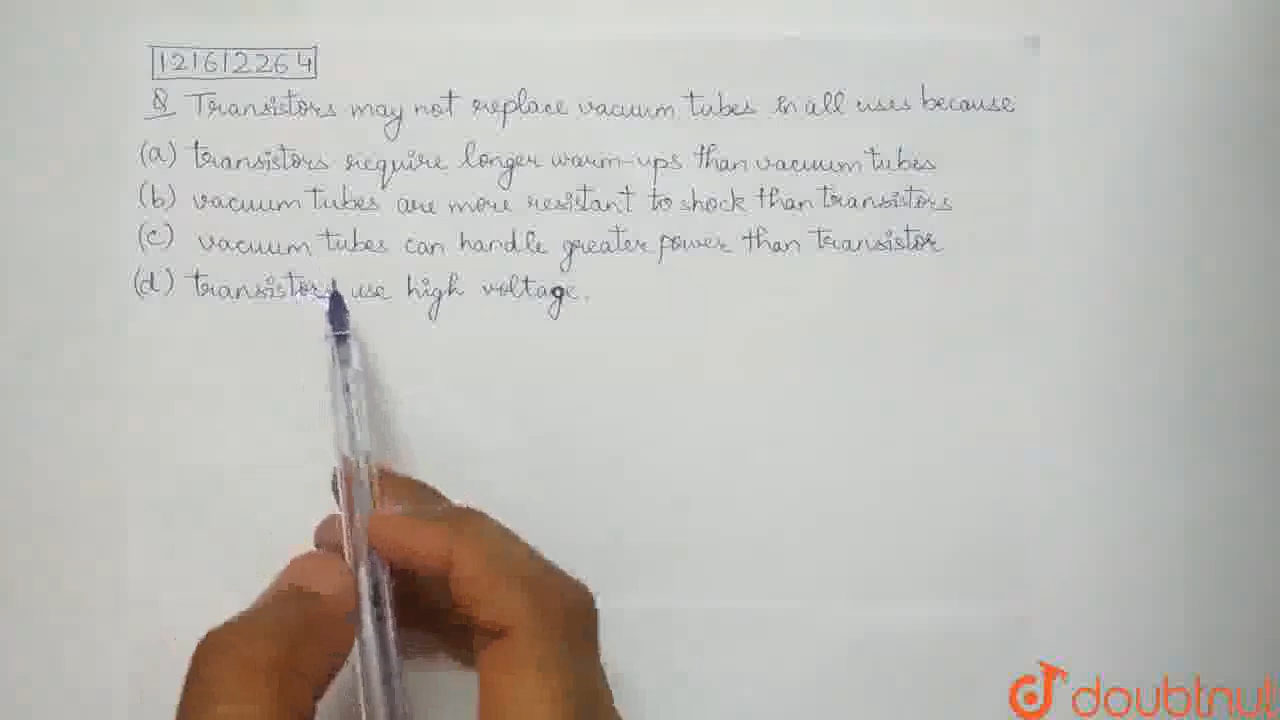 121612264
Q Transistors may not replace vacuum tubes in all uses because
(a) transistors require longer warm-ups than vacuum tubes
(b) vacuum tubes are more resistant to shock than transistors
(c) vacuum tubes can handle greater power than transistor
(d) transistors use high voltage.
doubtnut